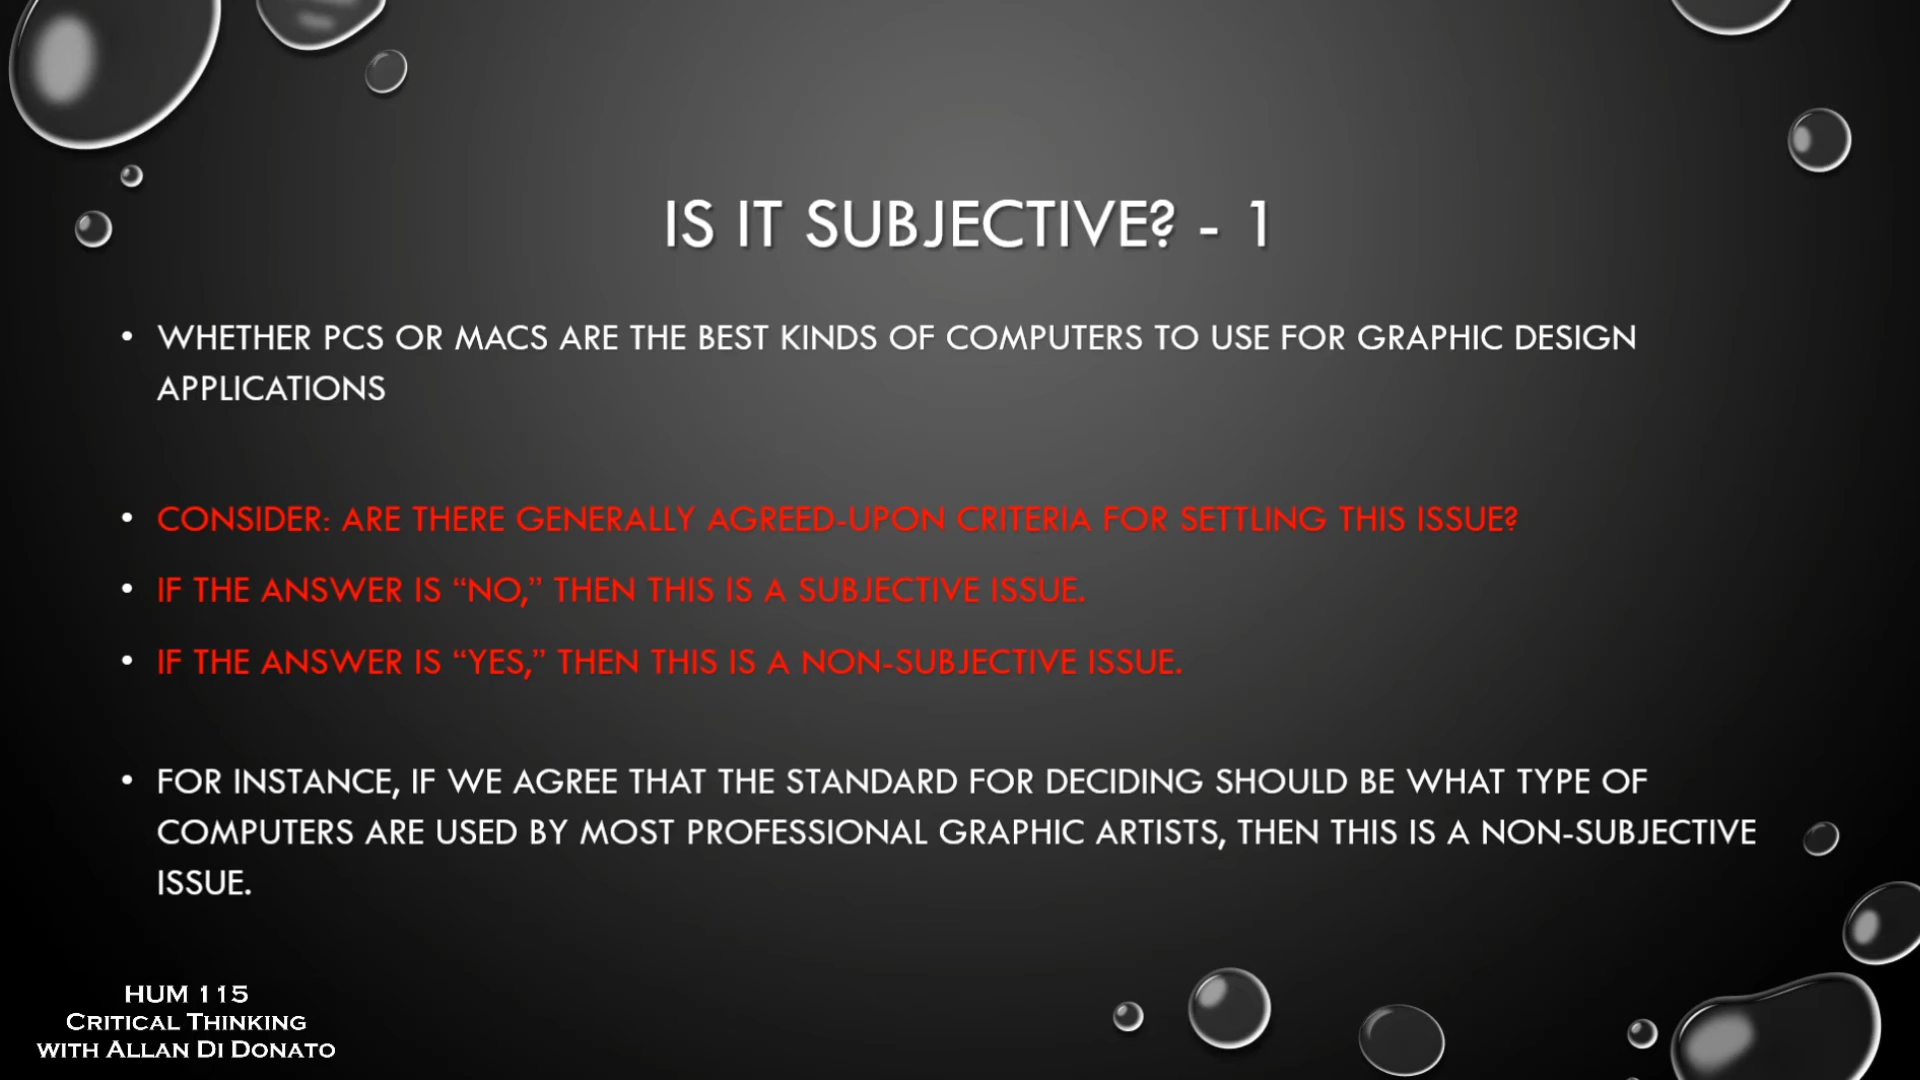 IS IT SUBJECTIVE? - 1
• WHETHER PCS OR MACS ARE THE BEST KINDS OF COMPUTERS TO USE FOR GRAPHIC DESIGN
APPLICATIONS
• CONSIDER: ARE THERE GENERALLY AGREED-UPON CRITERIA FOR SETTLING THIS ISSUE?
• IF THE ANSWER IS “NO,” THEN THIS IS A SUBJECTIVE ISSUE.
• IF THE ANSWER IS “YES,” THEN THIS IS A NON-SUBJECTIVE ISSUE.
• FOR INSTANCE, IF WE AGREE THAT THE STANDARD FOR DECIDING SHOULD BE WHAT TYPE OF
COMPUTERS ARE USED BY MOST PROFESSIONAL GRAPHIC ARTISTS, THEN THIS IS A NON-SUBJECTIVE
ISSUE.
HUM 115
CRITICAL THINKING
WITH ALLAN DI DONATO